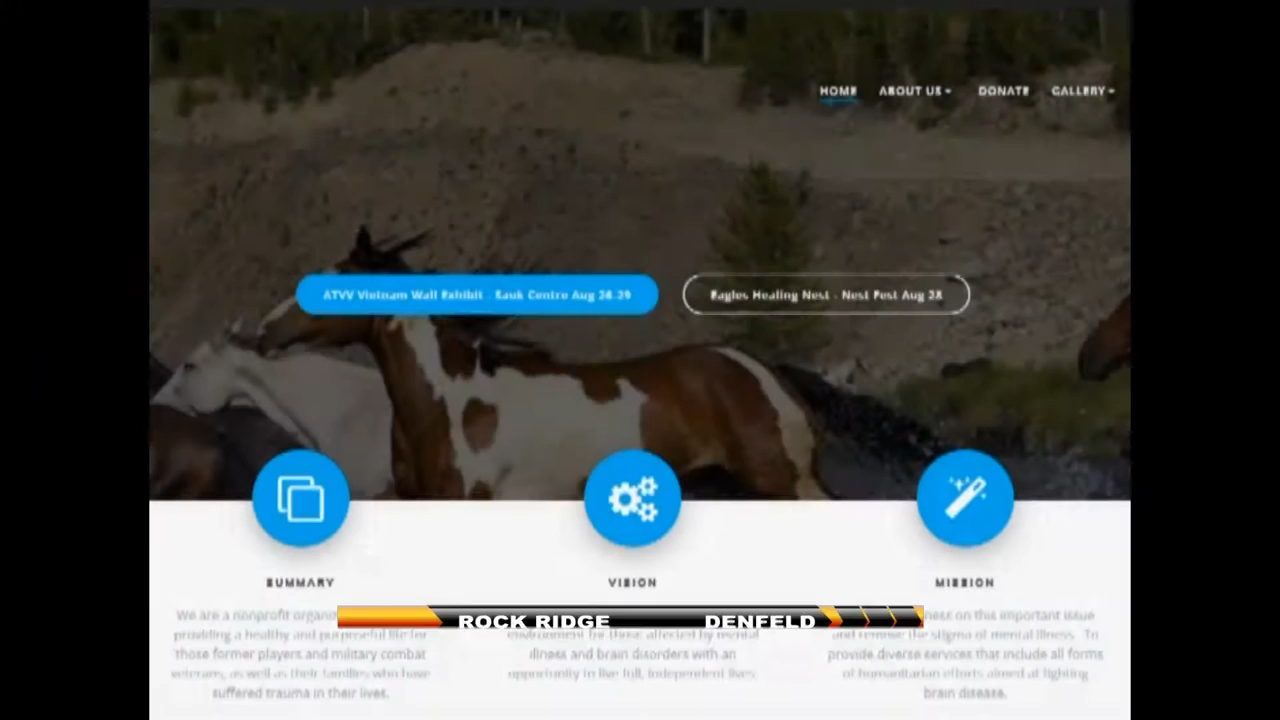 HOME ABOUT US DONATE GALLERY
ATVV Vietnam Wall Exhibit - Sauk Centre Aug 26-29
Eagles Healing Nest - Nest Fest Aug 28
SUMMARY
We are a nonprofit
providing a healthy and purposeful life for
those former players and military combat
veterans, as well as their families who have
suffered trauma in their lives.
VISION
environment for those affected by mental
illness and brain disorders with an
opportunity to live full, independent lives.
MISSION
on this important issue
and remove the stigma of mental illness. To
provide diverse services that include all forms
of humanitarian efforts aimed at fighting
brain disease.
ROCK RIDGE DENFELD